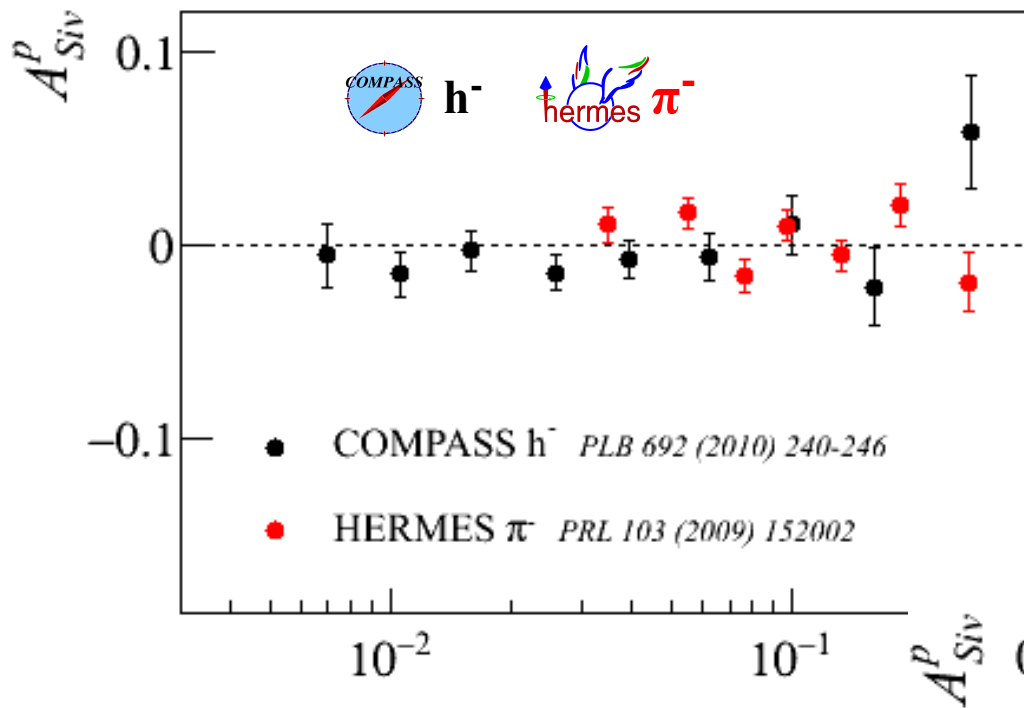 A^p_Siv
0.1
COMPASS h⁻ hermes π⁻
0
−0.1
COMPASS h⁻ PLB 692 (2010) 240-246
HERMES π⁻ PRL 103 (2009) 152002
10⁻² 10⁻¹
A^p_Siv